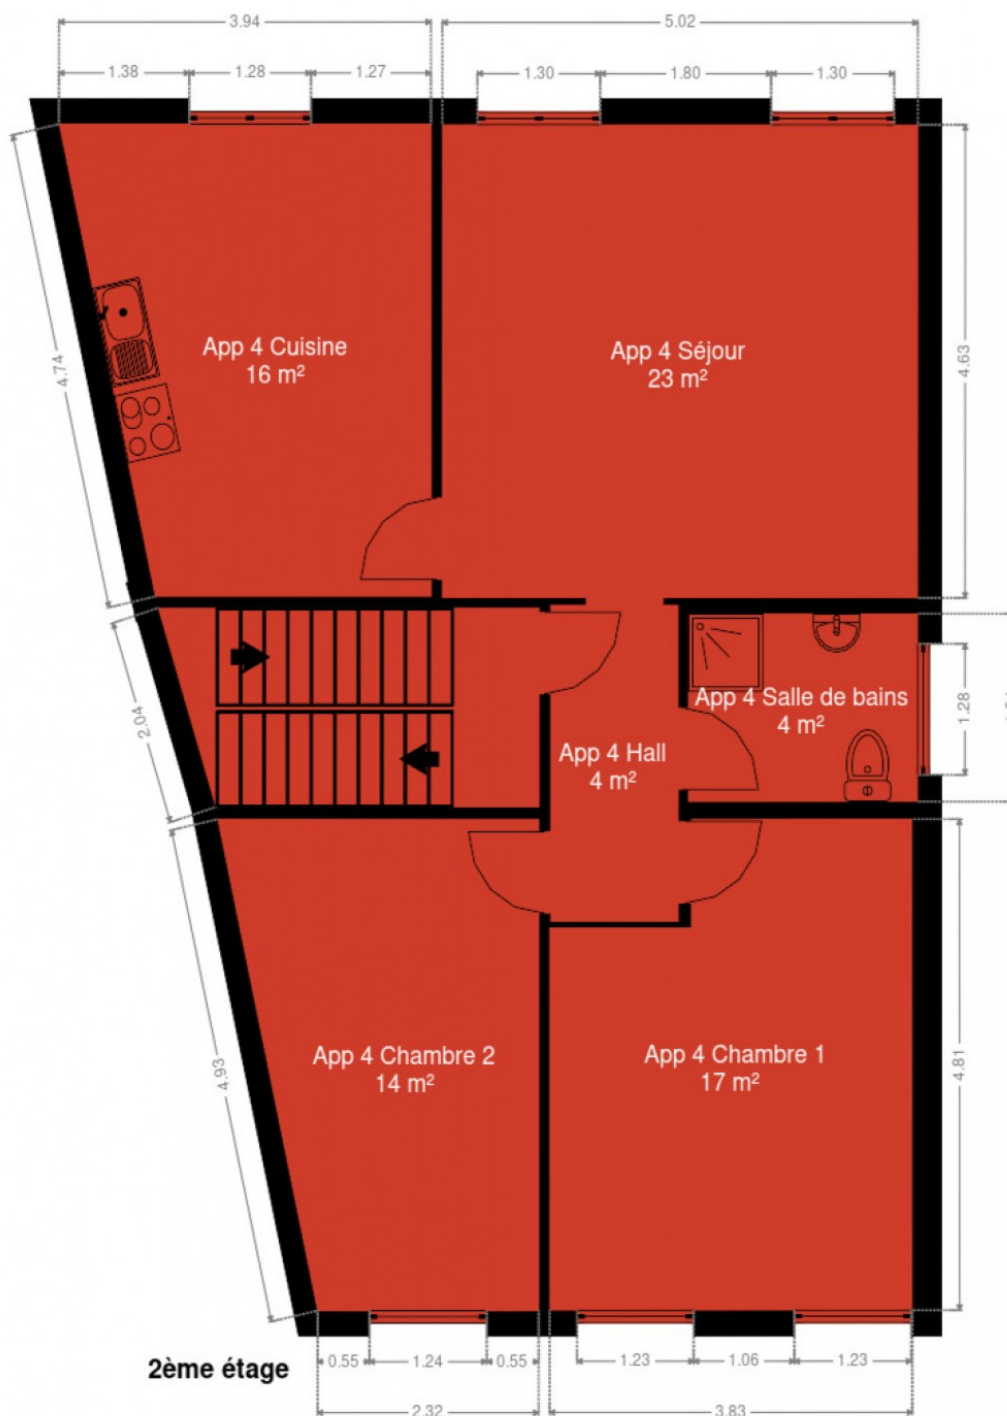 3.94
5.02
1.38
1.28
1.27
1.30
1.80
1.30
4.74
App 4 Cuisine
16 m²
App 4 Séjour
23 m²
4.63
2.04
App 4 Salle de bains
4 m²
1.28
App 4 Hall
4 m²
4.93
App 4 Chambre 2
14 m²
App 4 Chambre 1
17 m²
4.81
2ème étage
0.55
1.24
0.55
1.23
1.06
1.23
2.32
3.83